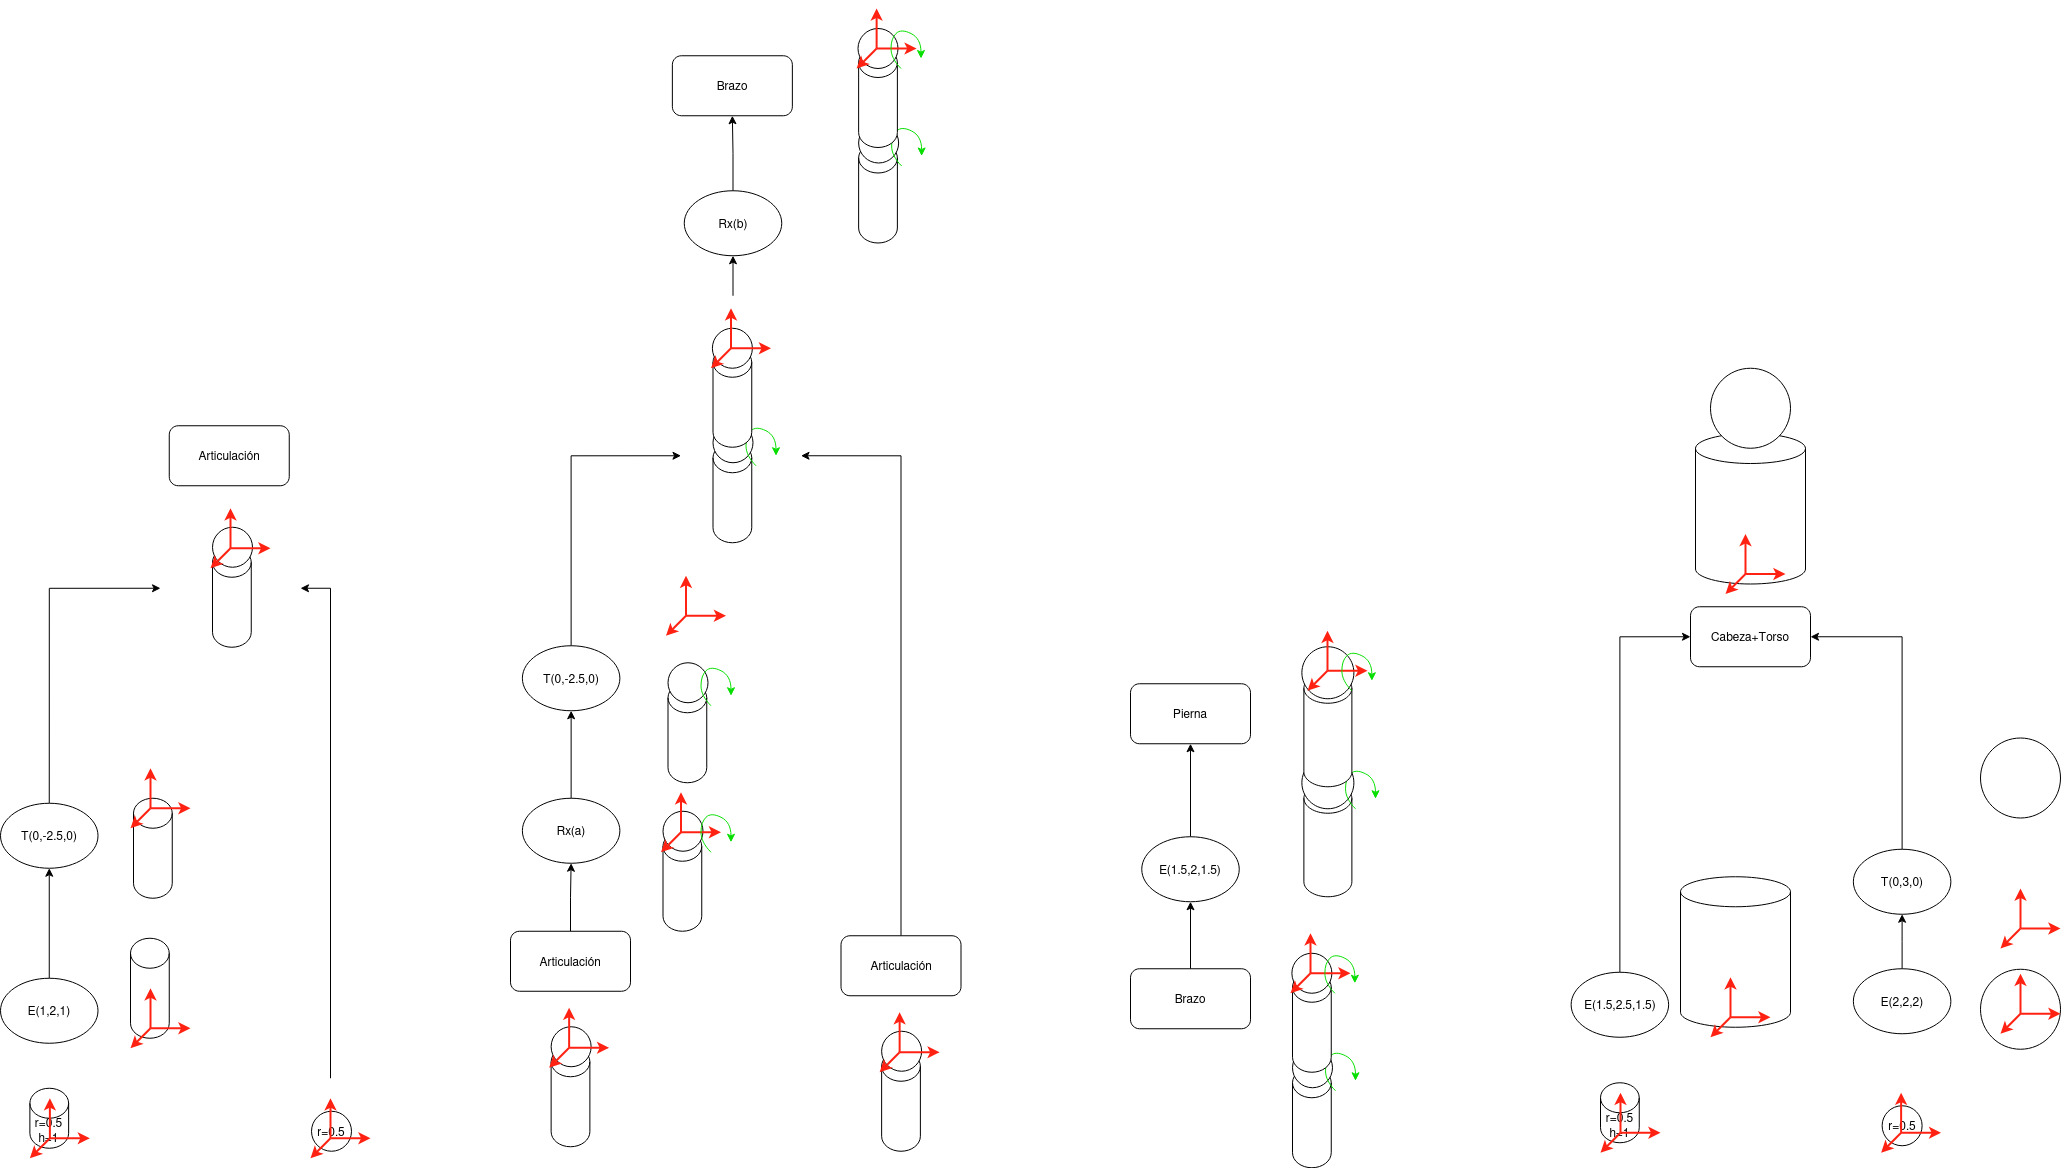 Brazo
Rx(b)
Articulación
T(0,-2.5,0)
E(1,2,1)
r=0.5
h=1
r=0.5
T(0,-2.5,0)
Rx(a)
Articulación
Articulación
Pierna
E(1.5,2,1.5)
Brazo
Cabeza+Torso
T(0,3,0)
E(1.5,2.5,1.5)
E(2,2,2)
r=0.5
h=1
r=0.5